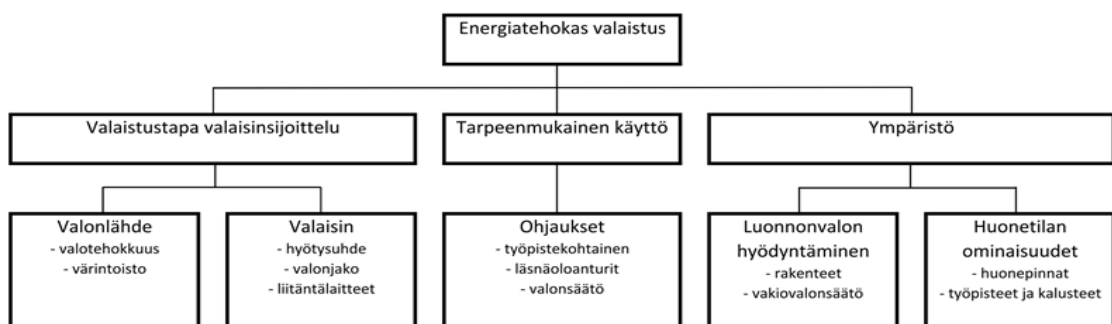 Energiatehokas valaistus
Valaistustapa valaisinsijoittelu
Tarpeenmukainen käyttö
Ympäristö
Valonlähde
- valotehokkuus
- värintoisto
Valaisin
- hyötysuhde
- valonjako
- liitäntälaitteet
Ohjaukset
- työpistekohtainen
- läsnäoloanturit
- valonsäätö
Luonnonvalon
hyödyntäminen
- rakenteet
- vakiovalonsäätö
Huonetilan
ominaisuudet
- huonepinnat
- työpisteet ja kalusteet